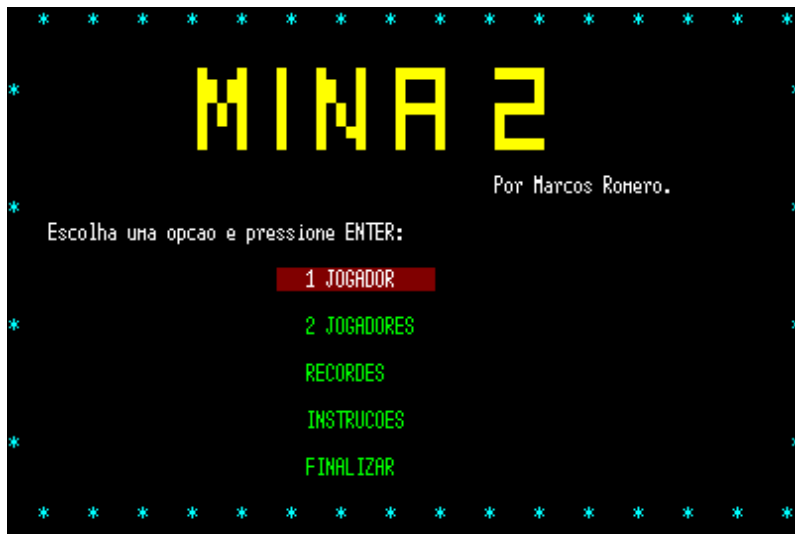 MINA 2
Por Marcos Romero.
Escolha uma opcao e pressione ENTER:
1 JOGADOR
2 JOGADORES
RECORDES
INSTRUCOES
FINALIZAR